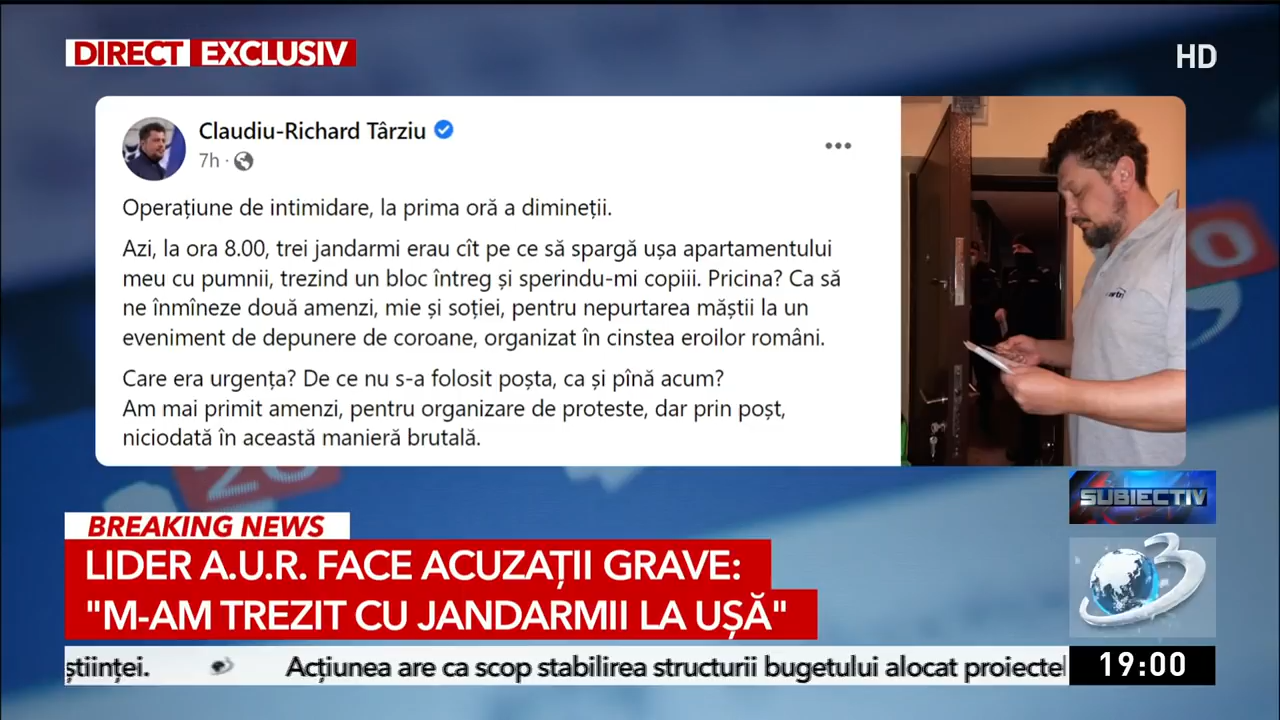 DIRECT EXCLUSIV
HD
Claudiu-Richard Târziu
7h ·
Operațiune de intimidare, la prima oră a dimineții.
Azi, la ora 8.00, trei jandarmi erau cît pe ce să spargă ușa apartamentului
meu cu pumnii, trezind un bloc întreg și sperindu-mi copiii. Pricina? Ca să
ne înmîneze două amenzi, mie și soției, pentru nepurtarea măștii la un
eveniment de depunere de coroane, organizat în cinstea eroilor români.
Care era urgența? De ce nu s-a folosit poșta, ca și pînă acum?
Am mai primit amenzi, pentru organizare de proteste, dar prin poșt,
niciodată în această manieră brutală.
SUBIECTIV
BREAKING NEWS
LIDER A.U.R. FACE ACUZAȚII GRAVE:
"M-AM TREZIT CU JANDARMII LA UȘĂ"
3
științei. Acțiunea are ca scop stabilirea structurii bugetului alocat proiectel
19:00